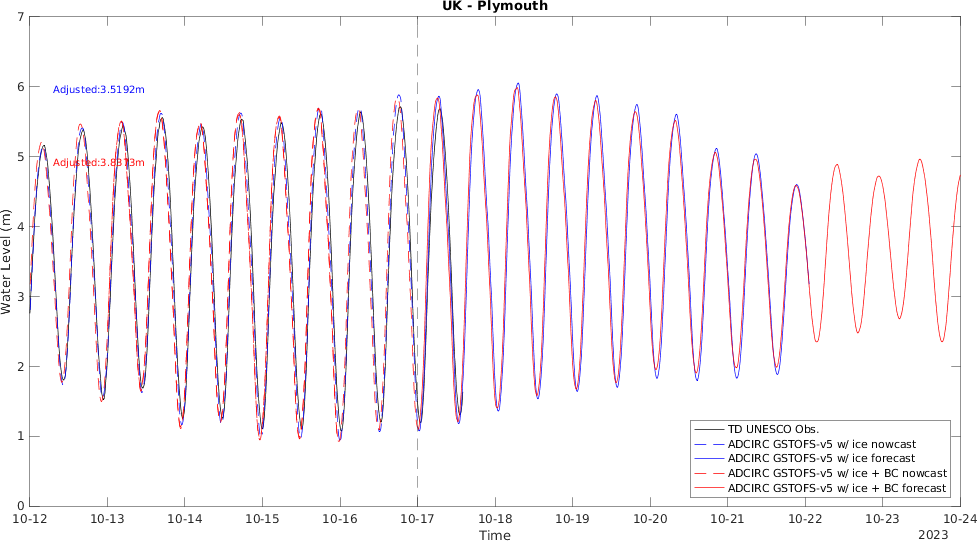 UK - Plymouth
7
6
5
4
3
2
1
0
Water Level (m)
Adjusted:3.5192m
Adjusted:3.8313m
TD UNESCO Obs.
ADCIRC GSTOFS-v5 w/ ice nowcast
ADCIRC GSTOFS-v5 w/ ice forecast
ADCIRC GSTOFS-v5 w/ ice + BC nowcast
ADCIRC GSTOFS-v5 w/ ice + BC forecast
10-12 10-13 10-14 10-15 10-16 10-17 10-18 10-19 10-20 10-21 10-22 10-23 10-24
Time
2023